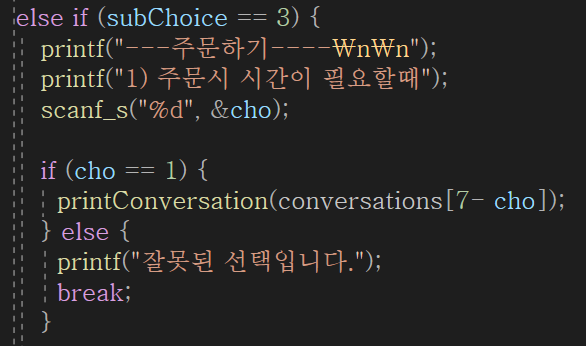 else if (subChoice == 3) {
printf("---주문하기----₩n₩n");
printf("1) 주문시 시간이 필요할때");
scanf_s("%d", &cho);
if (cho == 1) {
printConversation(conversations[7- cho]);
} else {
printf("잘못된 선택입니다.");
break;
}